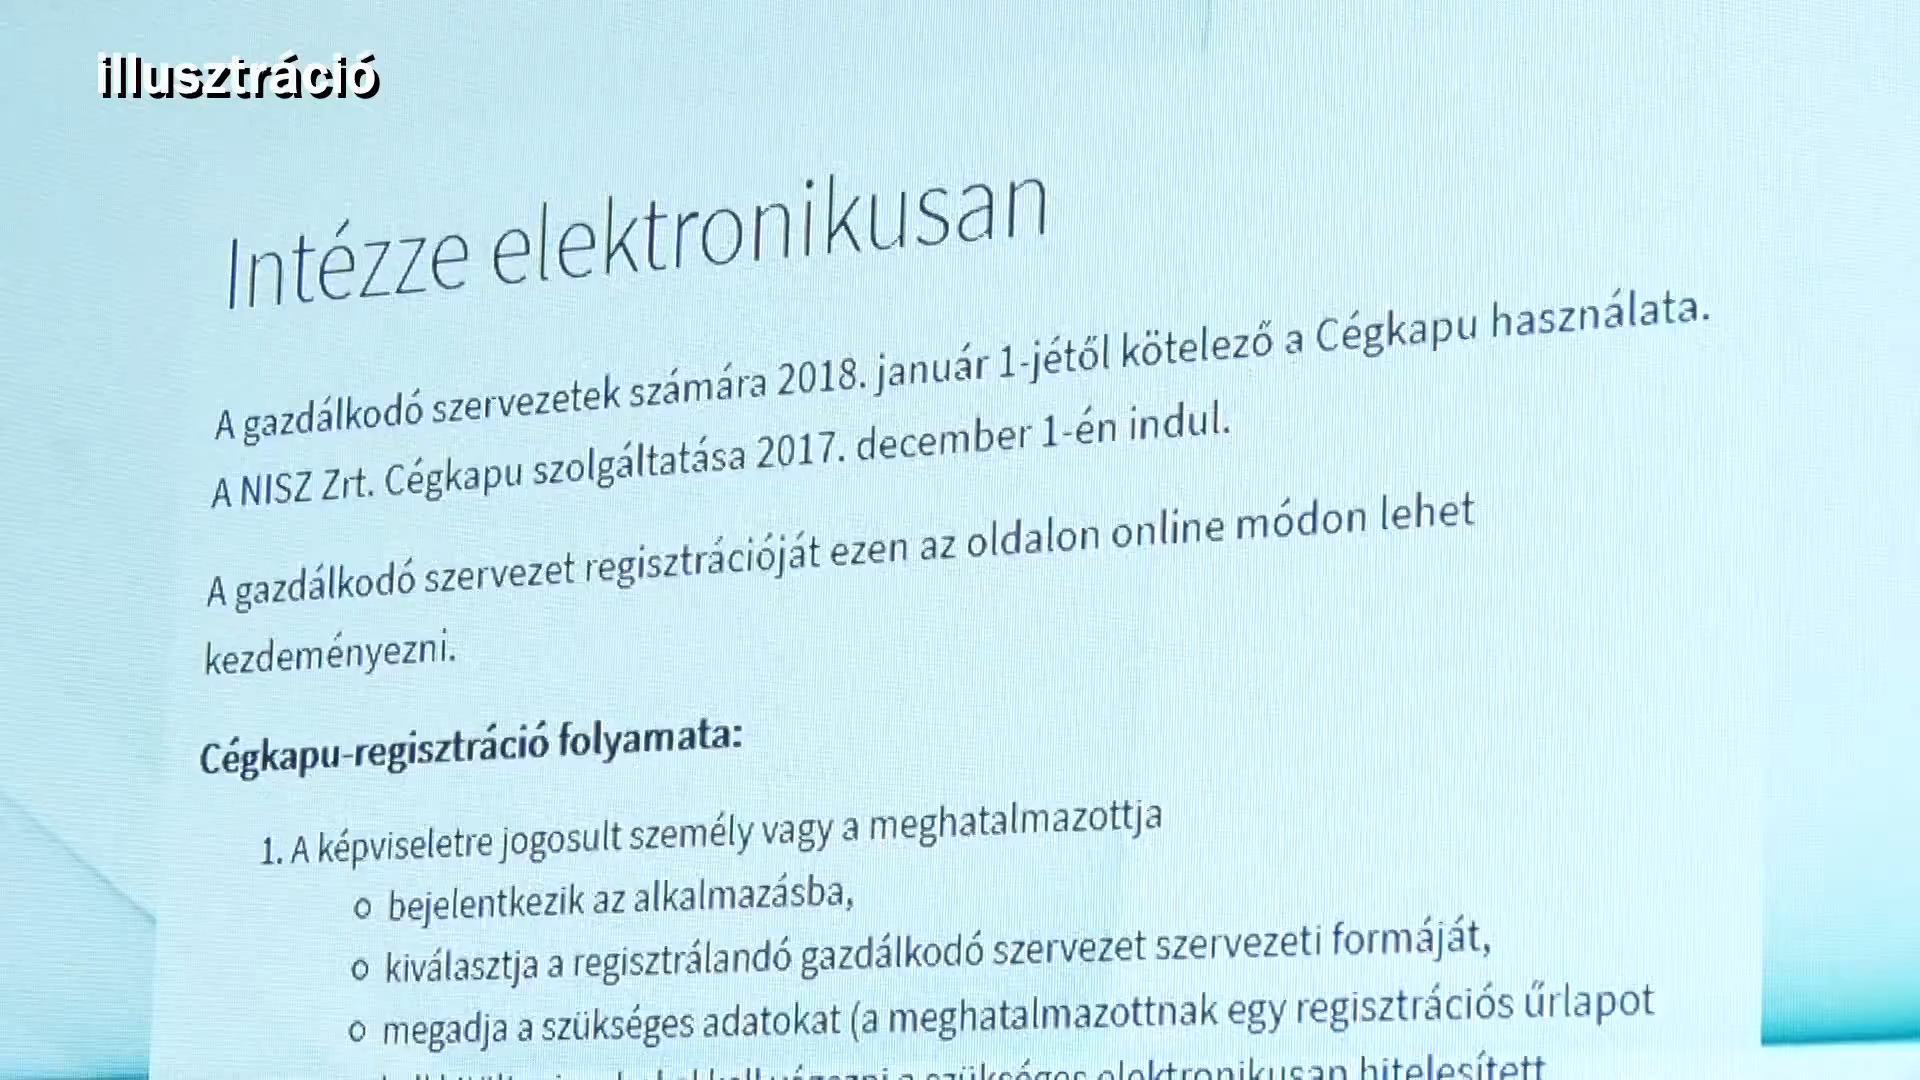 illusztráció
Intézze elektronikusan
A gazdálkodó szervezetek számára 2018. január 1-jétől kötelező a Cégkapu használata.
A NISZ Zrt. Cégkapu szolgáltatása 2017. december 1-én indul.
A gazdálkodó szervezet regisztrációját ezen az oldalon online módon lehet
kezdeményezni.
Cégkapu-regisztráció folyamata:
1. A képviseletre jogosult személy vagy a meghatalmazottja
o bejelentkezik az alkalmazásba,
o kiválasztja a regisztrálandó gazdálkodó szervezet szervezeti formáját,
o megadja a szükséges adatokat (a meghatalmazottnak egy regisztrációs űrlapot
a szükséges elektronikusan hitelesített